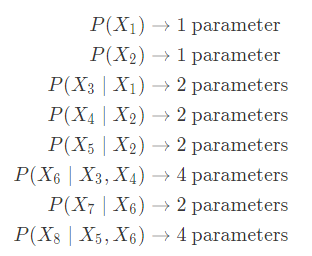 P(X₁) → 1 parameter
P(X₂) → 1 parameter
P(X₃ | X₁) → 2 parameters
P(X₄ | X₂) → 2 parameters
P(X₅ | X₂) → 2 parameters
P(X₆ | X₃, X₄) → 4 parameters
P(X₇ | X₆) → 2 parameters
P(X₈ | X₅, X₆) → 4 parameters